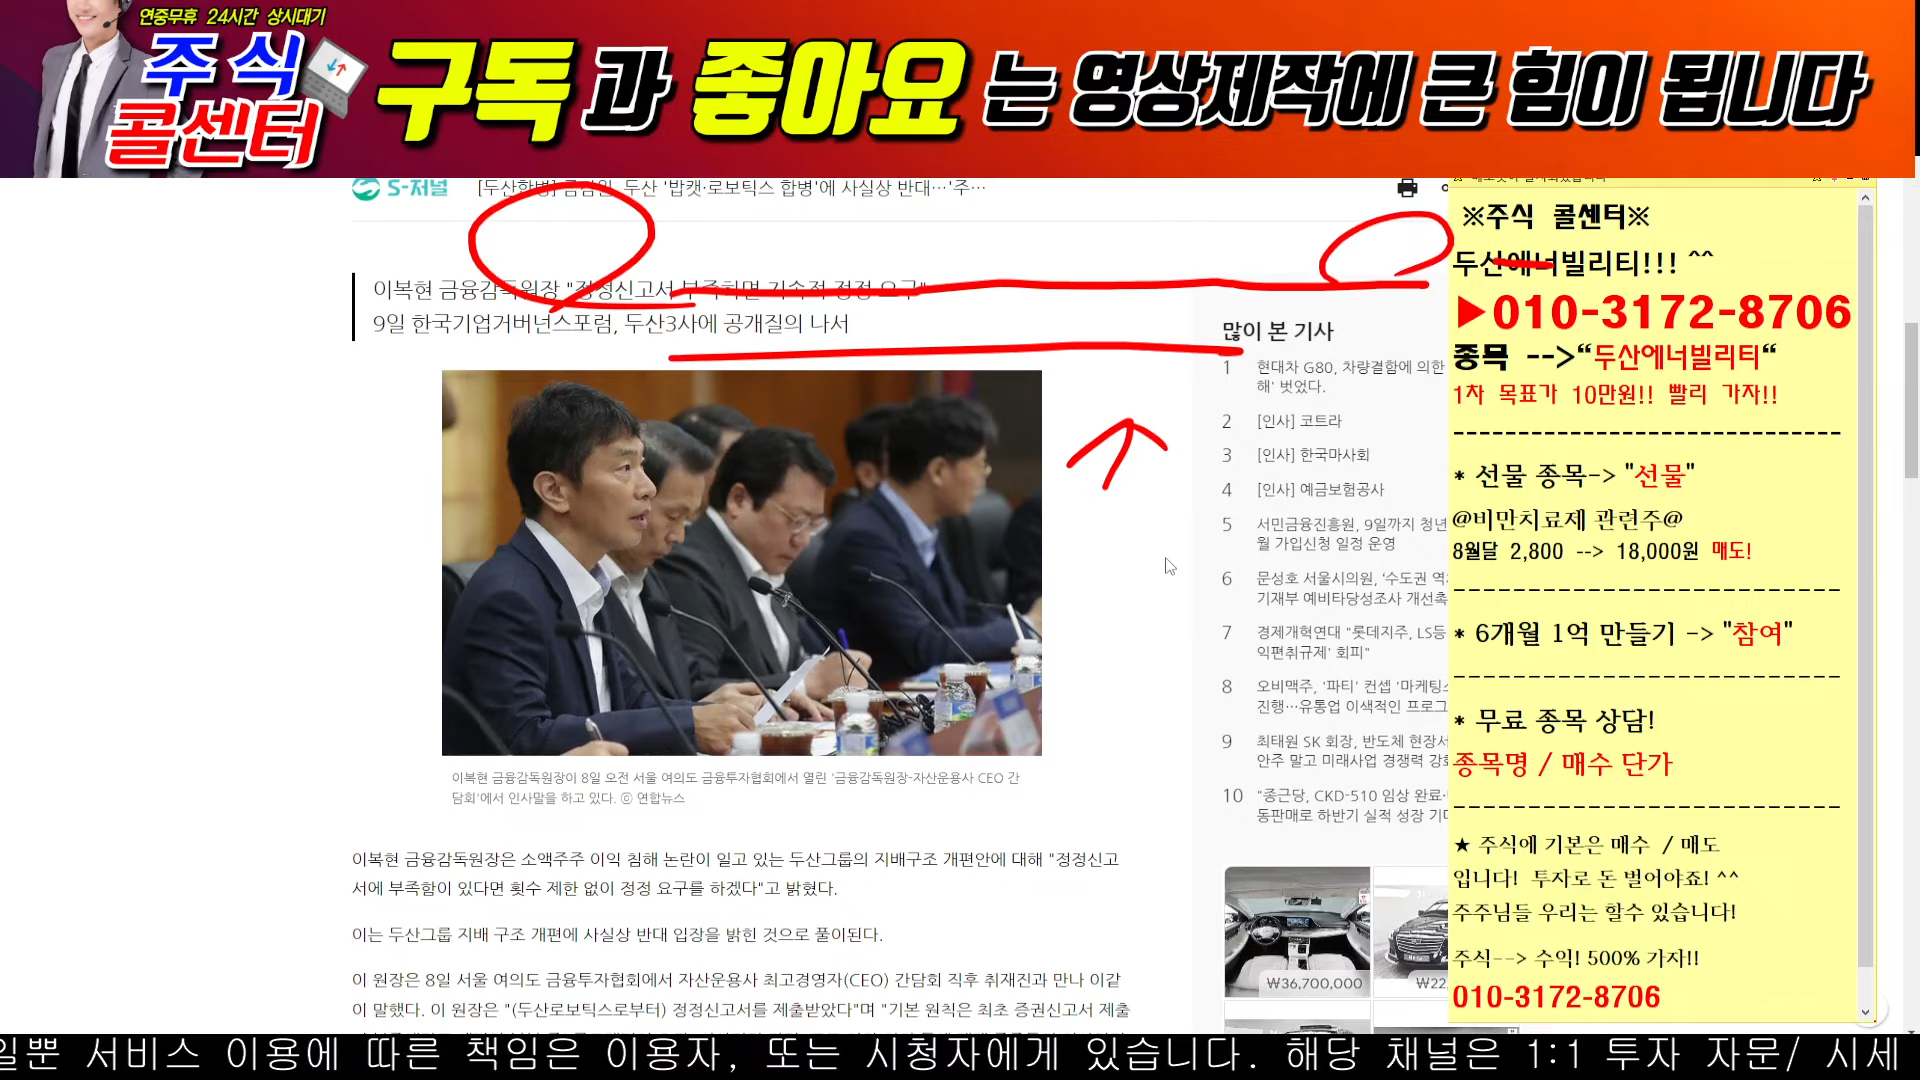 연중무휴 24시간 상시대기
주식
콜센터
구독과 좋아요는 영상제작에 큰 힘이 됩니다
S-저널
[두산합병] 금감원, 두산 '밥캣·로보틱스 합병'에 사실상 반대…'주…
이복현 금융감독원장 "정정신고서 부족하면 지속적 정정 요구"
9일 한국기업거버넌스포럼, 두산3사에 공개질의 나서
이복현 금융감독원장이 8일 오전 서울 여의도 금융투자협회에서 열린 '금융감독원장-자산운용사 CEO 간
담회'에서 인사말을 하고 있다. ⓒ 연합뉴스
이복현 금융감독원장은 소액주주 이익 침해 논란이 일고 있는 두산그룹의 지배구조 개편안에 대해 "정정신고
서에 부족함이 있다면 횟수 제한 없이 정정 요구를 하겠다"고 밝혔다.
이는 두산그룹 지배 구조 개편에 사실상 반대 입장을 밝힌 것으로 풀이된다.
이 원장은 8일 서울 여의도 금융투자협회에서 자산운용사 최고경영자(CEO) 간담회 직후 취재진과 만나 이같
이 말했다. 이 원장은 "(두산로보틱스로부터) 정정신고서를 제출받았다"며 "기본 원칙은 최초 증권신고서 제출
많이 본 기사
1 현대차 G80, 차량결함에 의한
해' 벗었다.
2 [인사] 코트라
3 [인사] 한국마사회
4 [인사] 예금보험공사
5 서민금융진흥원, 9일까지 청년
월 가입신청 일정 운영
6 문성호 서울시의원, '수도권 역
기재부 예비타당성조사 개선촉
7 경제개혁연대 "롯데지주, LS등
익편취규제' 회피"
8 오비맥주, '파티' 컨셉 '마케팅
진행…유통업 이색적인 프로그
9 최태원 SK 회장, 반도체 현장
안주 말고 미래사업 경쟁력 강
10 "종근당, CKD-510 임상 완료·
동판매로 하반기 실적 성장 기
₩36,700,000
₩22,
※주식 콜센터※
두산에너빌리티!!! ^^
▶010-3172-8706
종목 -->“두산에너빌리티“
1차 목표가 10만원!! 빨리 가자!!
------------------------------
* 선물 종목-> "선물"
@비만치료제 관련주@
8월달 2,800 --> 18,000원 매도!
--------------------------
* 6개월 1억 만들기 -> "참여"
--------------------------
* 무료 종목 상담!
종목명 / 매수 단가
--------------------------
★ 주식에 기본은 매수 / 매도
입니다! 투자로 돈 벌어야죠! ^^
주주님들 우리는 할수 있습니다!
주식--> 수익! 500% 가자!!
010-3172-8706
일뿐 서비스 이용에 따른 책임은 이용자, 또는 시청자에게 있습니다. 해당 채널은 1:1 투자 자문/ 시세